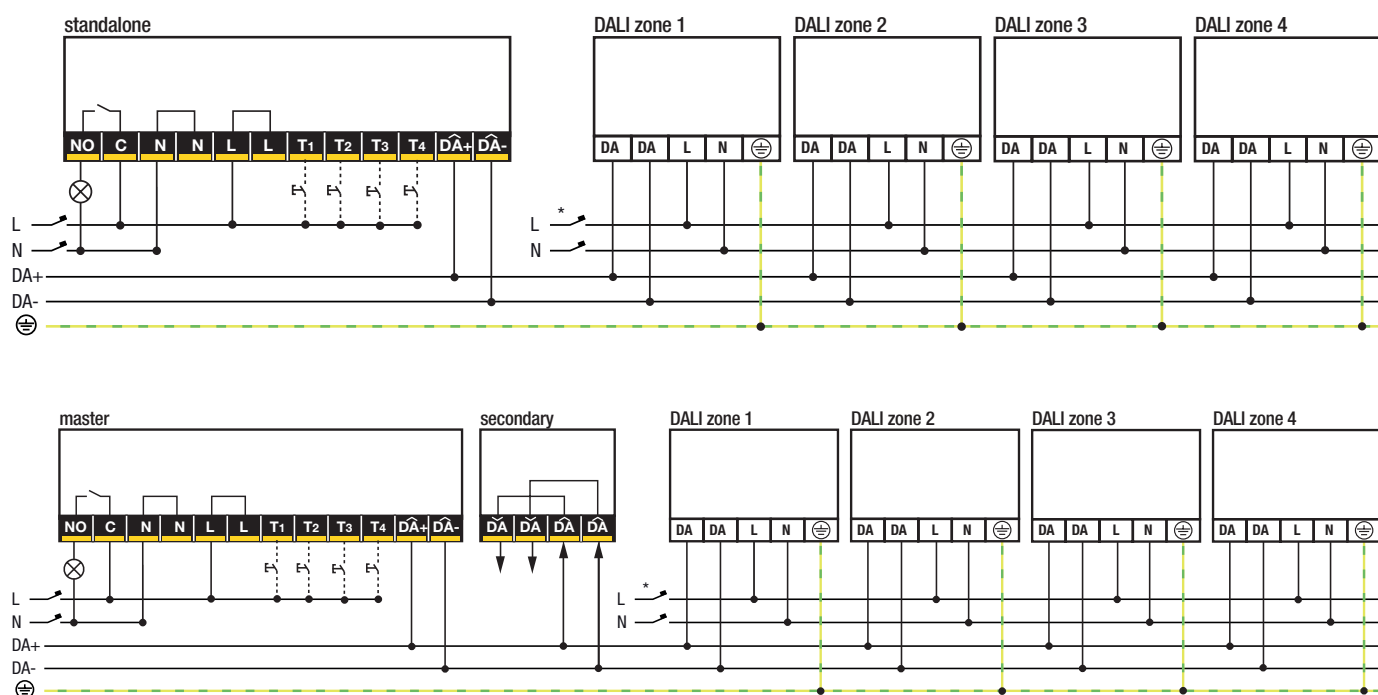 standalone DALI zone 1 DALI zone 2 DALI zone 3 DALI zone 4
NO C N N L L T1 T2 T3 T4 DA+ DA- DA DA L N DA DA L N DA DA L N DA DA L N
L * L
N N
DA+
DA-
master secondary DALI zone 1 DALI zone 2 DALI zone 3 DALI zone 4
NO C N N L L T1 T2 T3 T4 DA+ DA- DA DA DA DA DA DA L N DA DA L N DA DA L N DA DA L N
L * L
N N
DA+
DA-